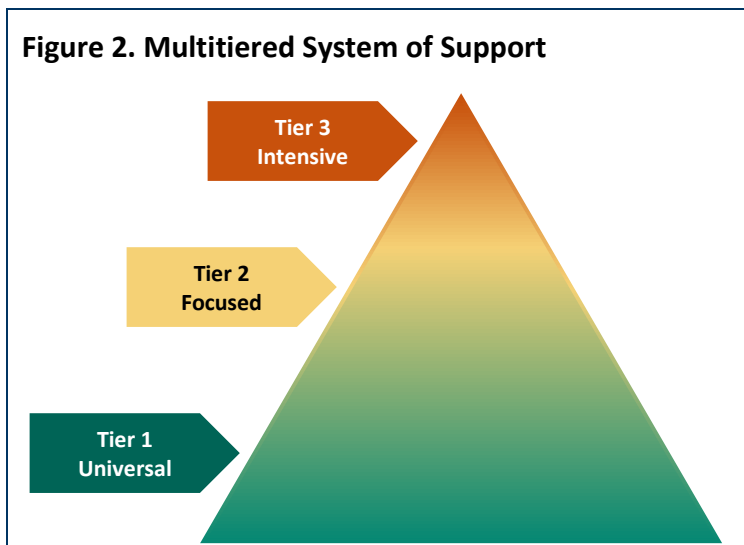 Figure 2. Multitiered System of Support
Tier 3
Intensive
Tier 2
Focused
Tier 1
Universal